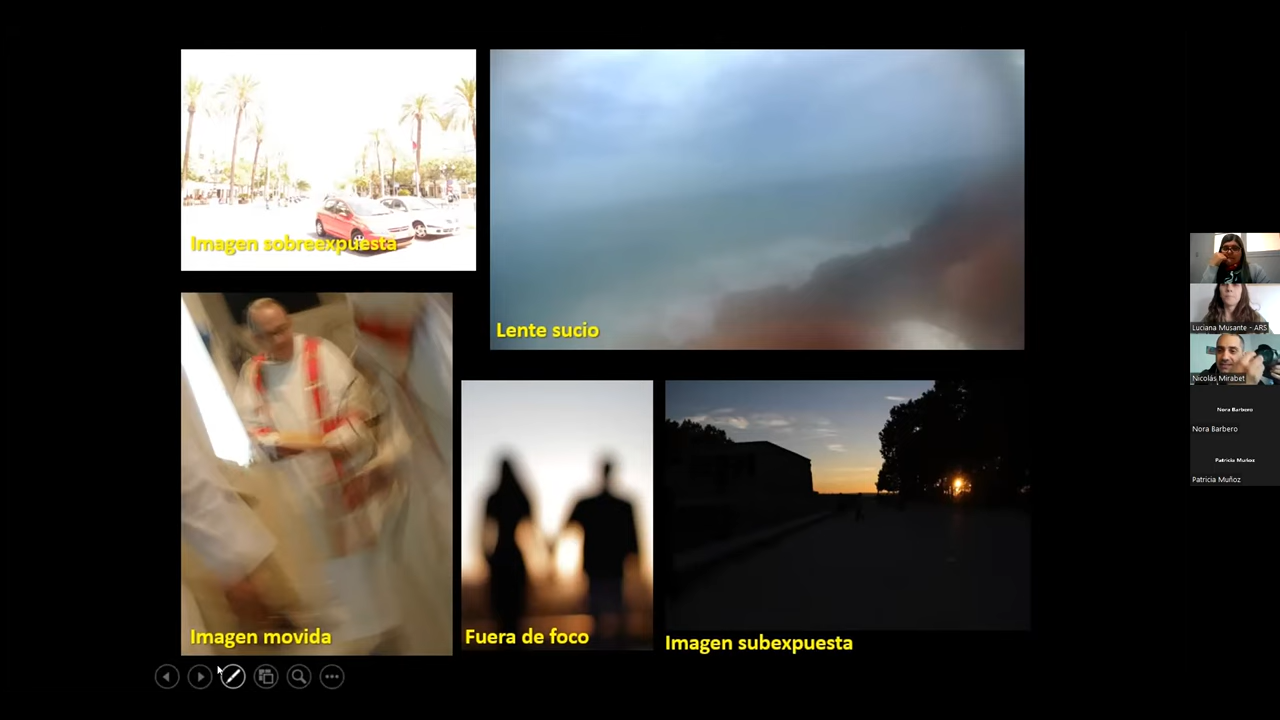 Imagen sobreexpuesta
Lente sucio
Imagen movida
Fuera de foco
Imagen subexpuesta
Luciana Musante - ARS
Nicolás Mirabet
Nora Barbero
Nora Barbero
Patricia Muñoz
Patricia Muñoz